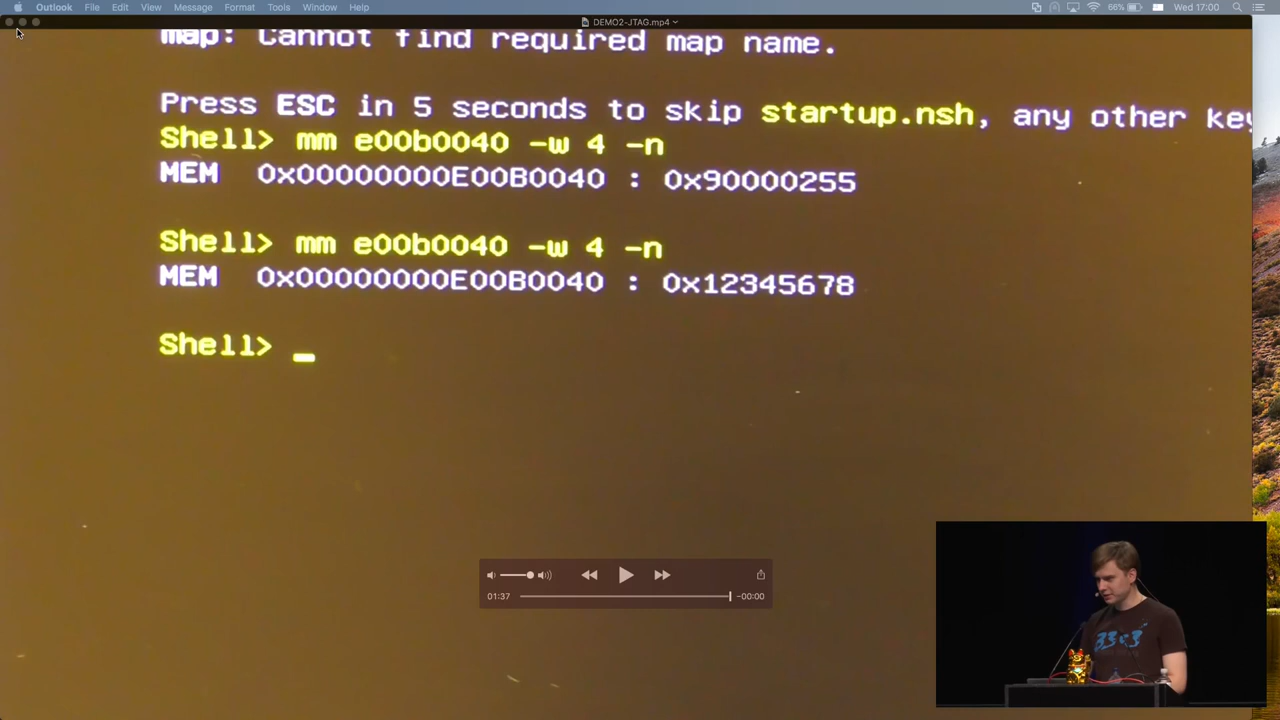 Outlook File Edit View Message Format Tools Window Help 66% Wed 17:00
DEMO2-JTAG.mp4
map: Cannot find required map name.
Press ESC in 5 seconds to skip startup.nsh, any other key
Shell> mm e00b0040 -w 4 -n
MEM 0x00000000E00B0040 : 0x90000255
Shell> mm e00b0040 -w 4 -n
MEM 0x00000000E00B0040 : 0x12345678
Shell> _
01:37 -00:00